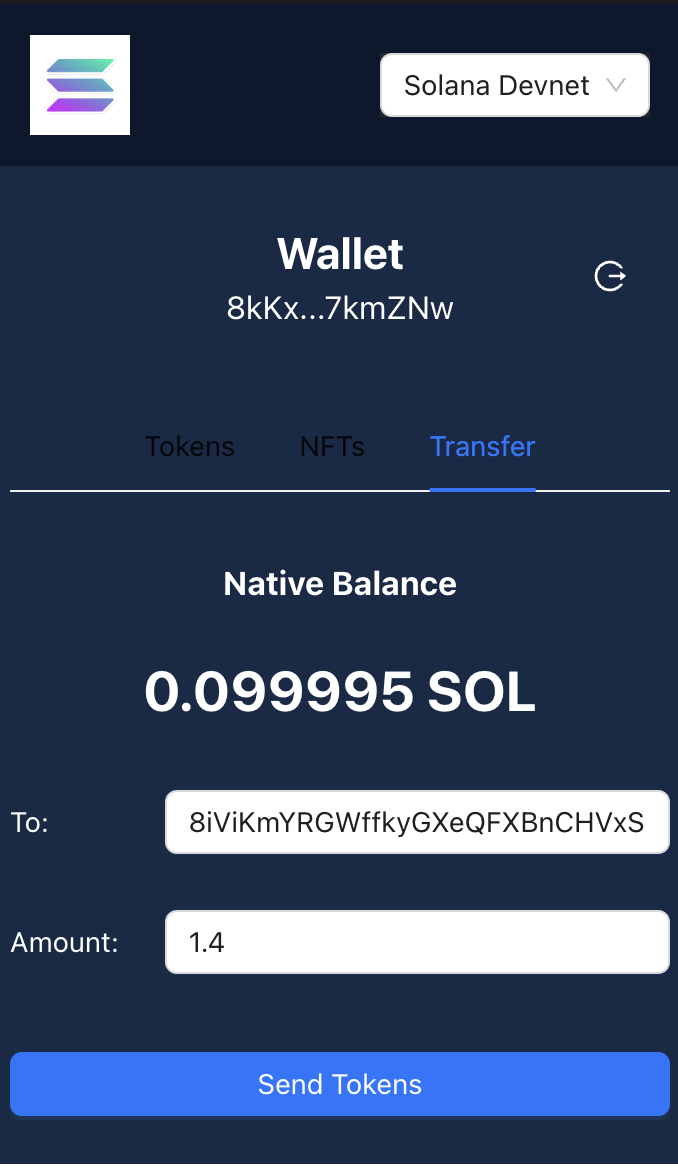 Solana Devnet
Wallet
8kKx...7kmZNw
Tokens NFTs Transfer
Native Balance
0.099995 SOL
To: 8iViKmYRGWffkyGXeQFXBnCHVxS
Amount: 1.4
Send Tokens